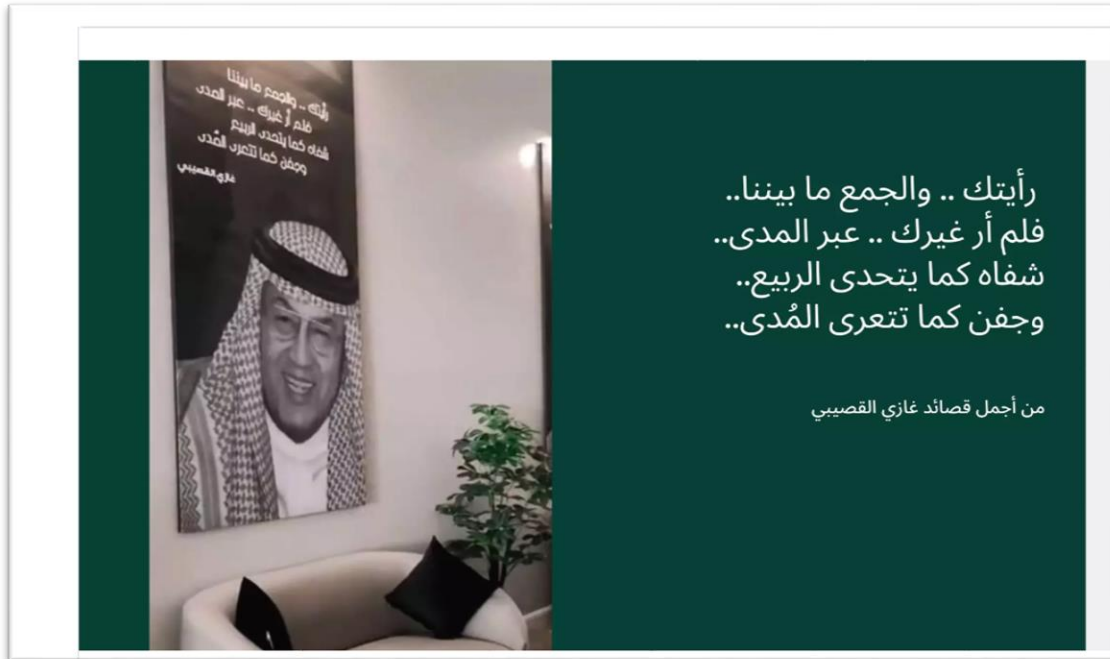 رأيتك .. والجمع ما بيننا..
فلم أر غيرك .. عبر المدى..
شفاه كما يتحدى الربيع..
وجفن كما تتعرى المُدى..
من أجمل قصائد غازي القصيبي
رأيتك .. والجمع ما بيننا
فلم أر غيرك .. عبر المدى
شفاه كما يتحدى الربيع
وجفن كما تتعرى المُدى
غازي القصيبي